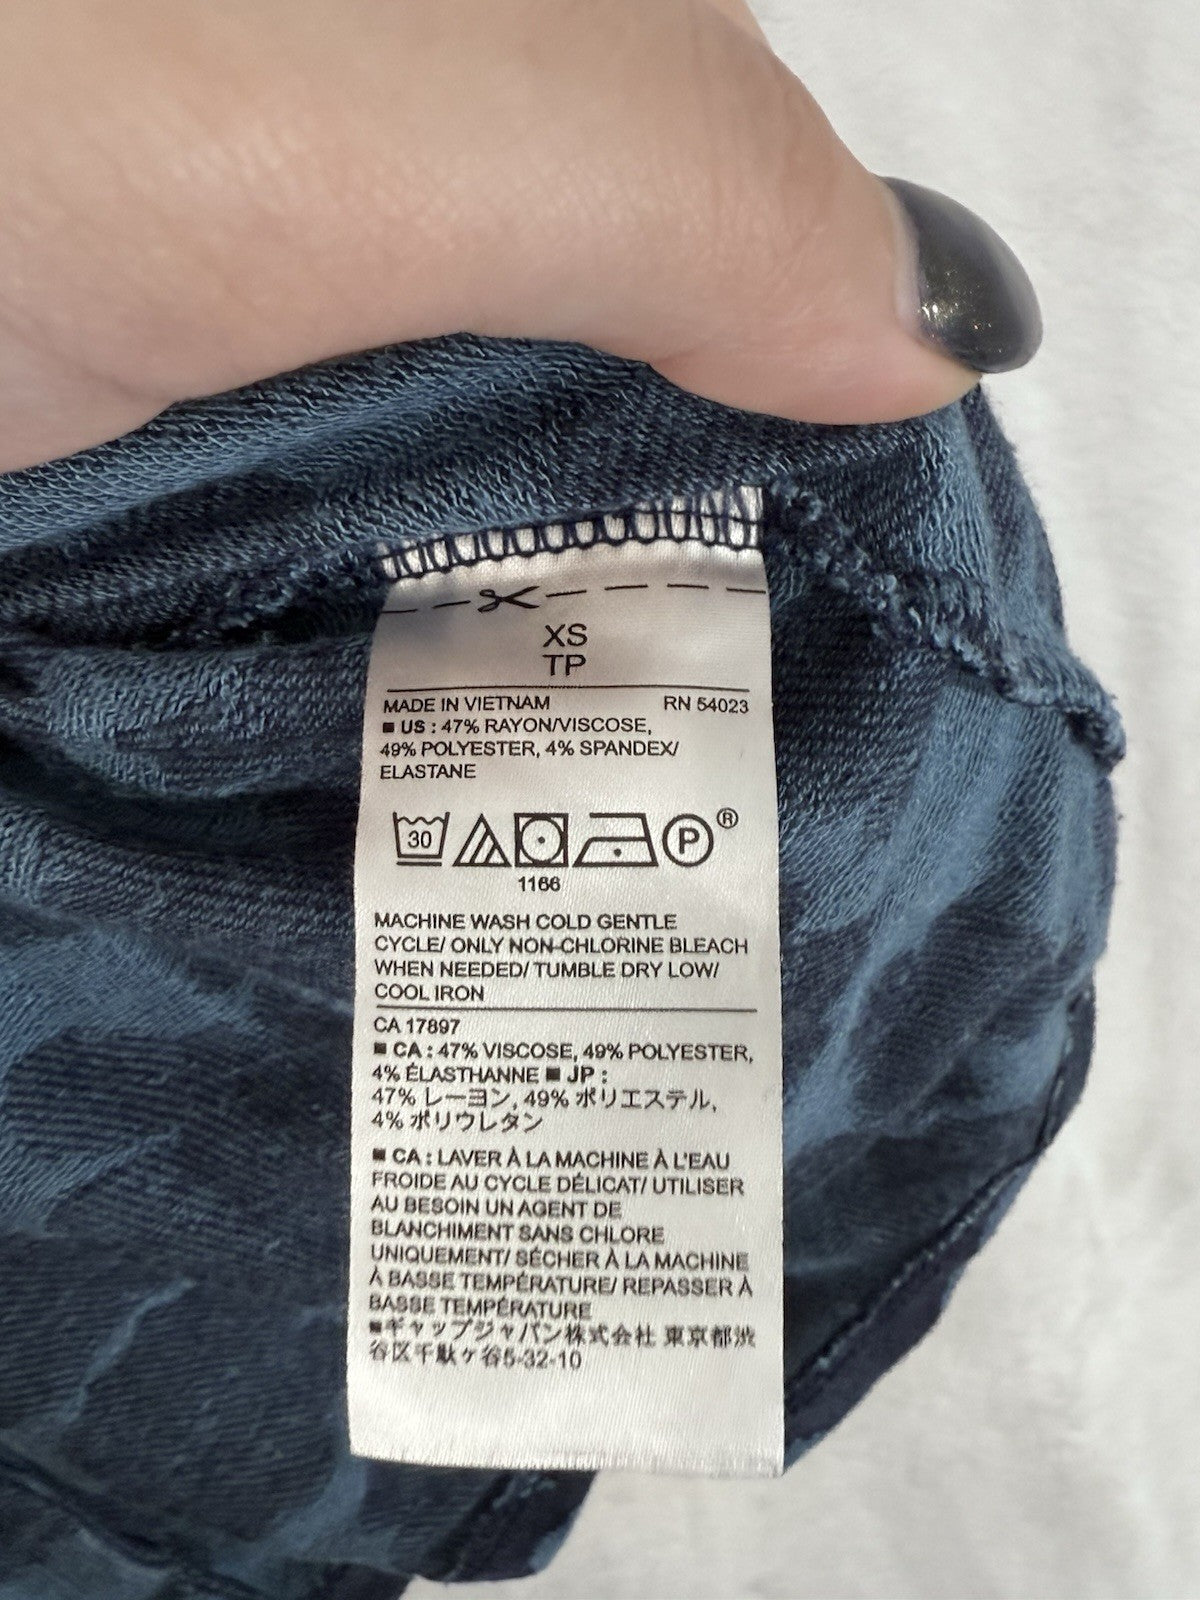 XS
TP
MADE IN VIETNAM RN 54023
■ US : 47% RAYON/VISCOSE,
49% POLYESTER, 4% SPANDEX/
ELASTANE
30 P ®
1166
MACHINE WASH COLD GENTLE
CYCLE/ ONLY NON-CHLORINE BLEACH
WHEN NEEDED/ TUMBLE DRY LOW/
COOL IRON
CA 17897
■ CA : 47% VISCOSE, 49% POLYESTER,
4% ÉLASTHANNE ■ JP :
47% レーヨン, 49% ポリエステル,
4% ポリウレタン
■ CA : LAVER À LA MACHINE À L'EAU
FROIDE AU CYCLE DÉLICAT/ UTILISER
AU BESOIN UN AGENT DE
BLANCHIMENT SANS CHLORE
UNIQUEMENT/ SÉCHER À LA MACHINE
À BASSE TEMPÉRATURE/ REPASSER À
BASSE TEMPÉRATURE
■ギャップジャパン株式会社 東京都渋
谷区千駄ケ谷5-32-10